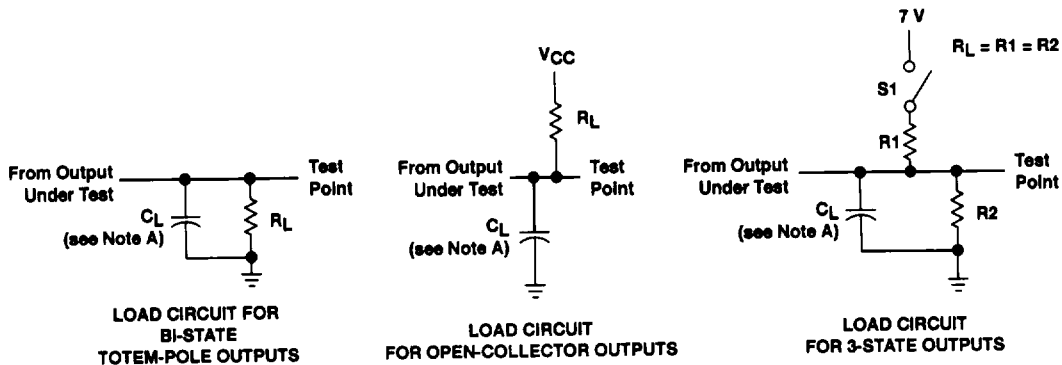 From Output
Under Test
Test
Point
CL
(see Note A)
RL
LOAD CIRCUIT FOR
BI-STATE
TOTEM-POLE OUTPUTS
VCC
RL
From Output
Under Test
Test
Point
CL
(see Note A)
LOAD CIRCUIT
FOR OPEN-COLLECTOR OUTPUTS
7 V
RL = R1 = R2
S1
R1
From Output
Under Test
Test
Point
CL
(see Note A)
R2
LOAD CIRCUIT
FOR 3-STATE OUTPUTS